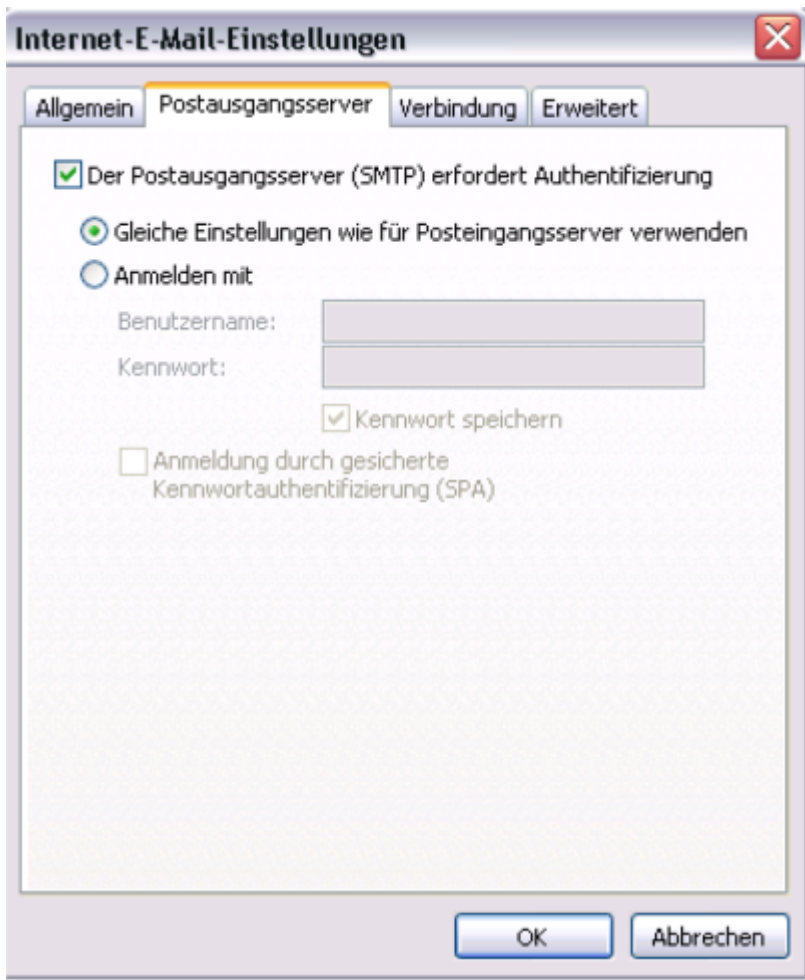 Internet-E-Mail-Einstellungen
Allgemein Postausgangsserver Verbindung Erweitert
Der Postausgangsserver (SMTP) erfordert Authentifizierung
Gleiche Einstellungen wie für Posteingangsserver verwenden
Anmelden mit
Benutzername:
Kennwort:
Kennwort speichern
Anmeldung durch gesicherte
Kennwortauthentifizierung (SPA)
OK Abbrechen